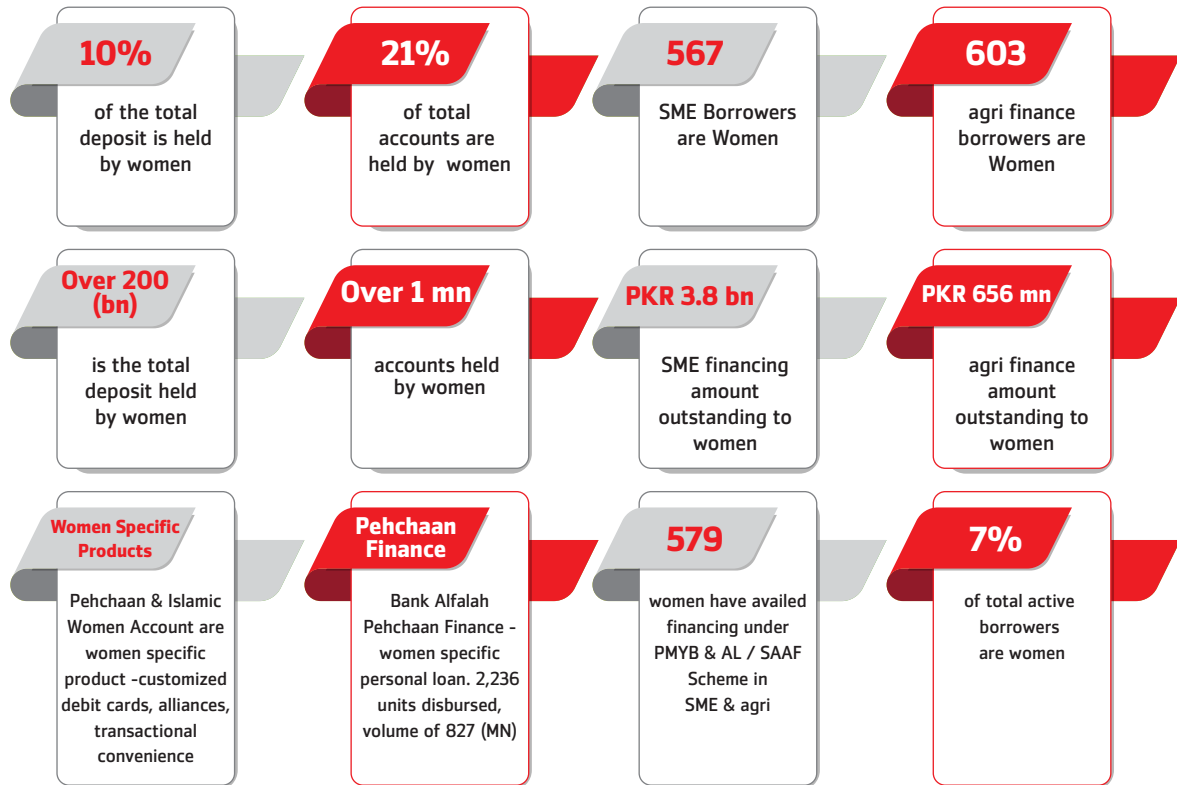 10%
of the total
deposit is held
by women
21%
of total
accounts are
held by women
567
SME Borrowers
are Women
603
agri finance
borrowers are
Women
Over 200
(bn)
is the total
deposit held
by women
Over 1 mn
accounts held
by women
PKR 3.8 bn
SME financing
amount
outstanding to
women
PKR 656 mn
agri finance
amount
outstanding to
women
Women Specific
Products
Pehchaan & Islamic
Women Account are
women specific
product -customized
debit cards, alliances,
transactional
convenience
Pehchaan
Finance
Bank Alfalah
Pehchaan Finance -
women specific
personal loan. 2,236
units disbursed,
volume of 827 (MN)
579
women have availed
financing under
PMYB & AL / SAAF
Scheme in
SME & agri
7%
of total active
borrowers
are women